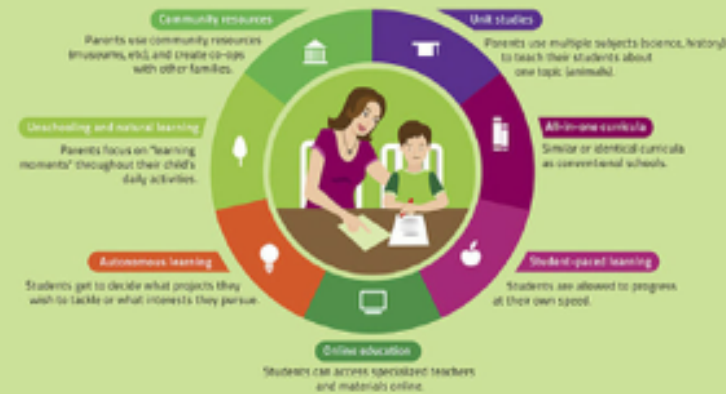 Community resources
Parents use community resources
(museums, etc), and create co-ops
with other families.
Unit studies
Parents use multiple subjects (science, history)
to teach their students about
one topic (animals).
Unschooling and natural learning
Parents focus on "learning
moments" throughout their child's
daily activities.
All-in-one curricula
Similar or identical curricula
as conventional schools.
Autonomous learning
Students get to decide what projects they
wish to tackle or what interests they pursue.
Student-paced learning
Students are allowed to progress
at their own speed.
Online education
Students can access specialized teachers
and materials online.